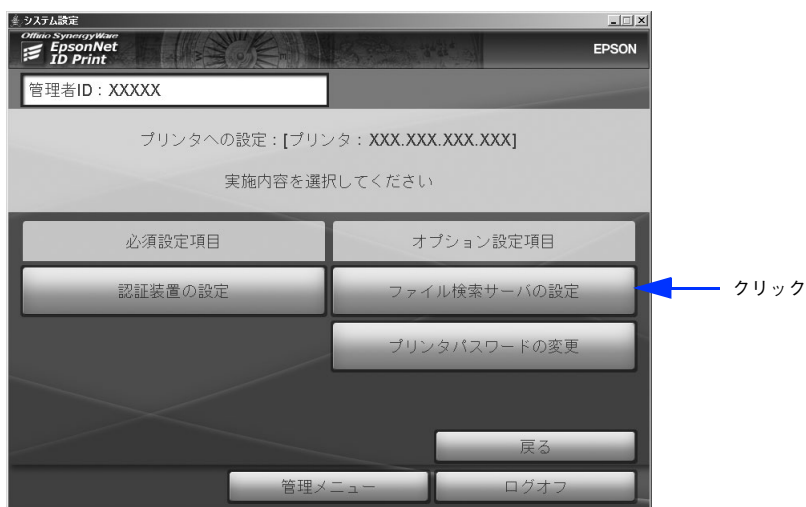 システム設定
Offirio SynergyWare
EpsonNet
ID Print
EPSON
管理者ID：XXXXX
プリンタへの設定：[プリンタ：XXX.XXX.XXX.XXX]
実施内容を選択してください
必須設定項目
オプション設定項目
認証装置の設定
ファイル検索サーバの設定
クリック
プリンタパスワードの変更
戻る
管理メニュー
ログオフ